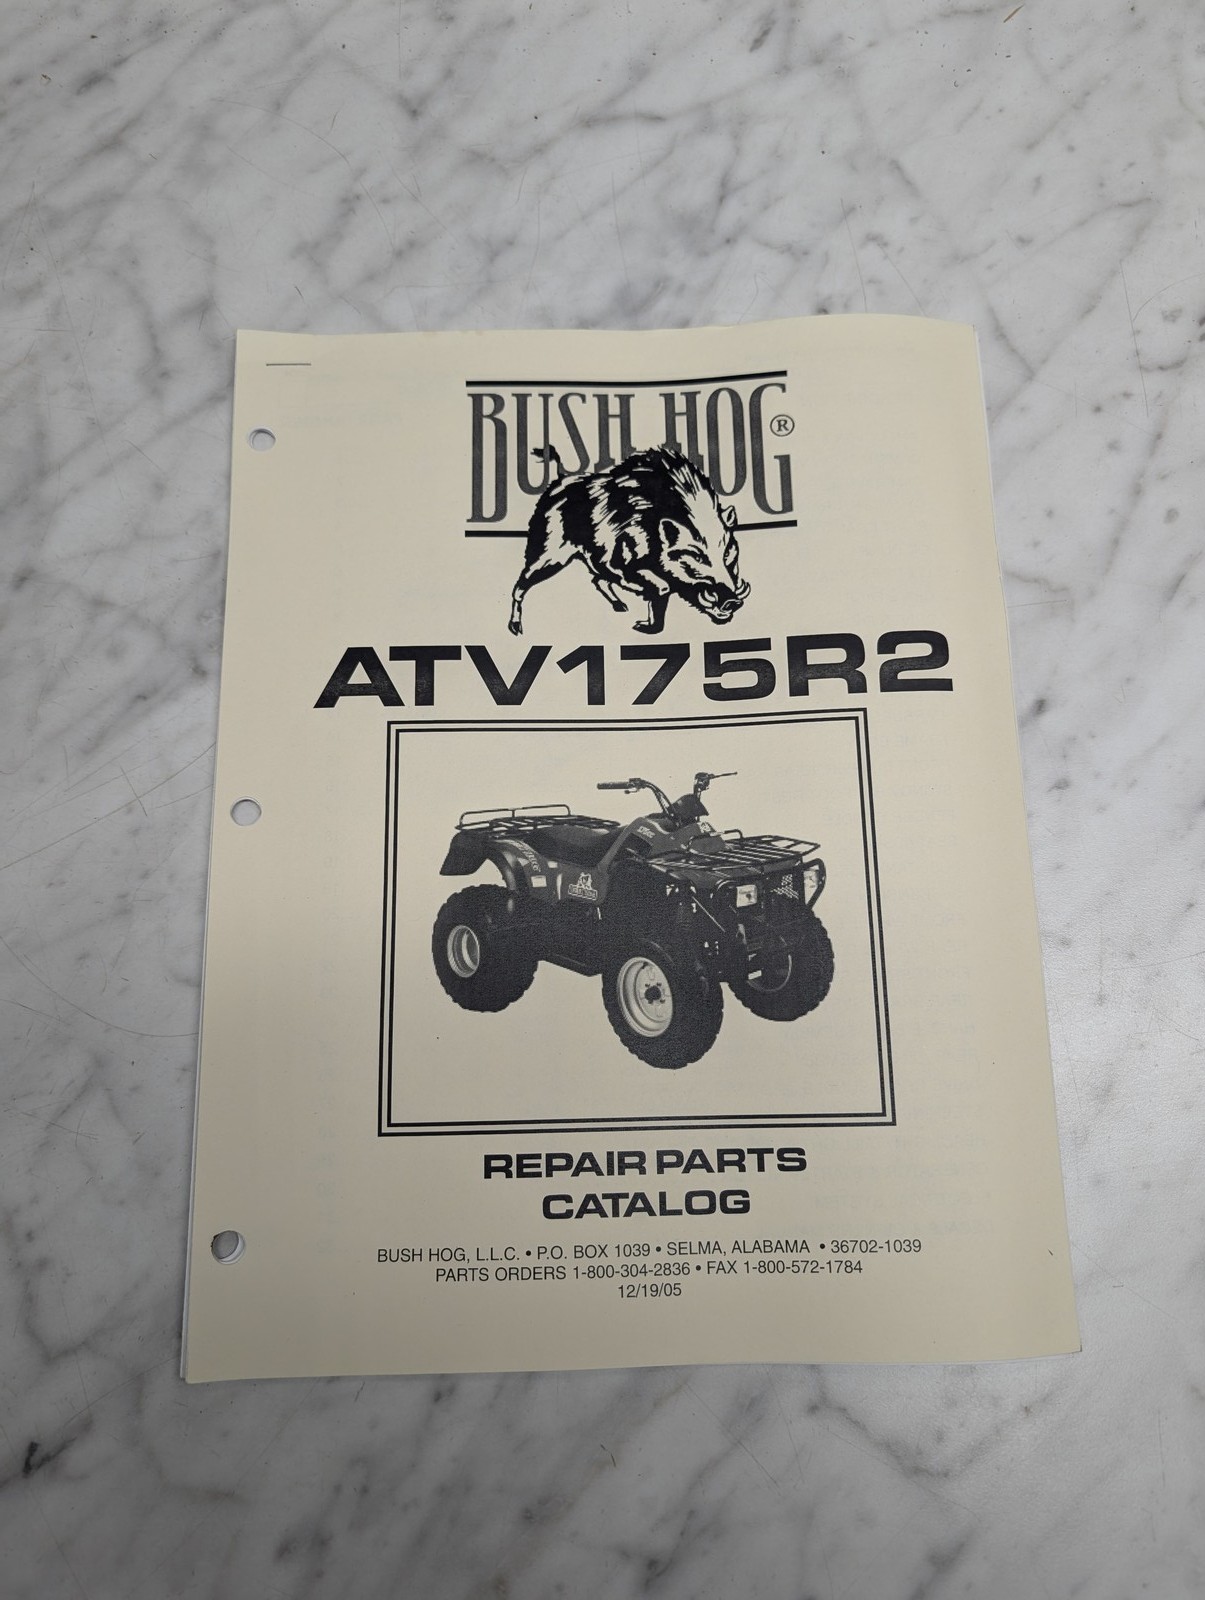 BUSH HOG®
ATV175R2
REPAIR PARTS
CATALOG
BUSH HOG, L.L.C. • P.O. BOX 1039 • SELMA, ALABAMA • 36702-1039
PARTS ORDERS 1-800-304-2836 • FAX 1-800-572-1784
12/19/05